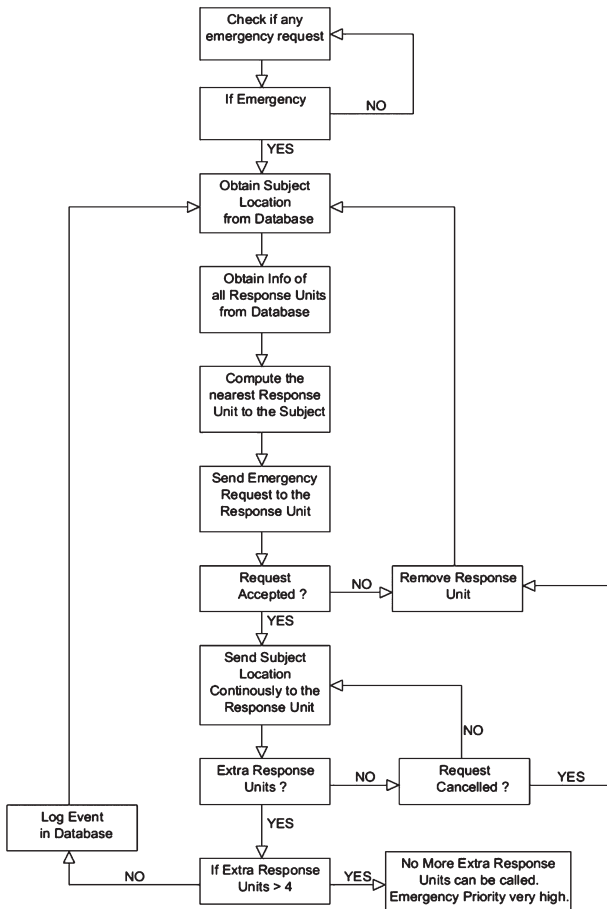 Check if any
emergency request
If Emergency
NO
YES
Obtain Subject
Location
from Database
Obtain Info of
all Response Units
from Database
Compute the
nearest Response
Unit to the Subject
Send Emergency
Request to the
Response Unit
Request
Accepted ?
NO
Remove Response
Unit
YES
Send Subject
Location
Continously to the
Response Unit
NO
Extra Response
Units ?
NO
Request
Cancelled ?
YES
YES
Log Event
in Database
NO
If Extra Response
Units > 4
YES
No More Extra Response
Units can be called.
Emergency Priority very high.